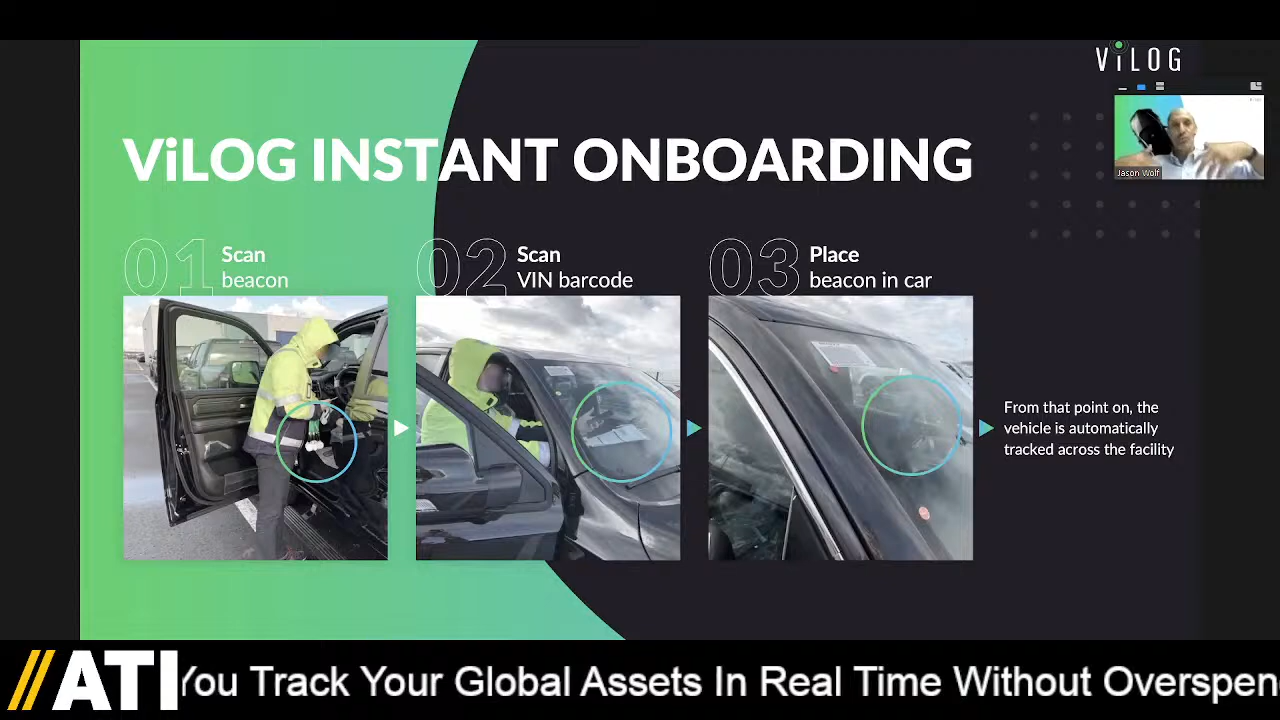 ViLOG
Jason Wolf
ViLOG INSTANT ONBOARDING
01 Scan
beacon
02 Scan
VIN barcode
03 Place
beacon in car
From that point on, the
vehicle is automatically
tracked across the facility
//ATI
You Track Your Global Assets In Real Time Without Overspen